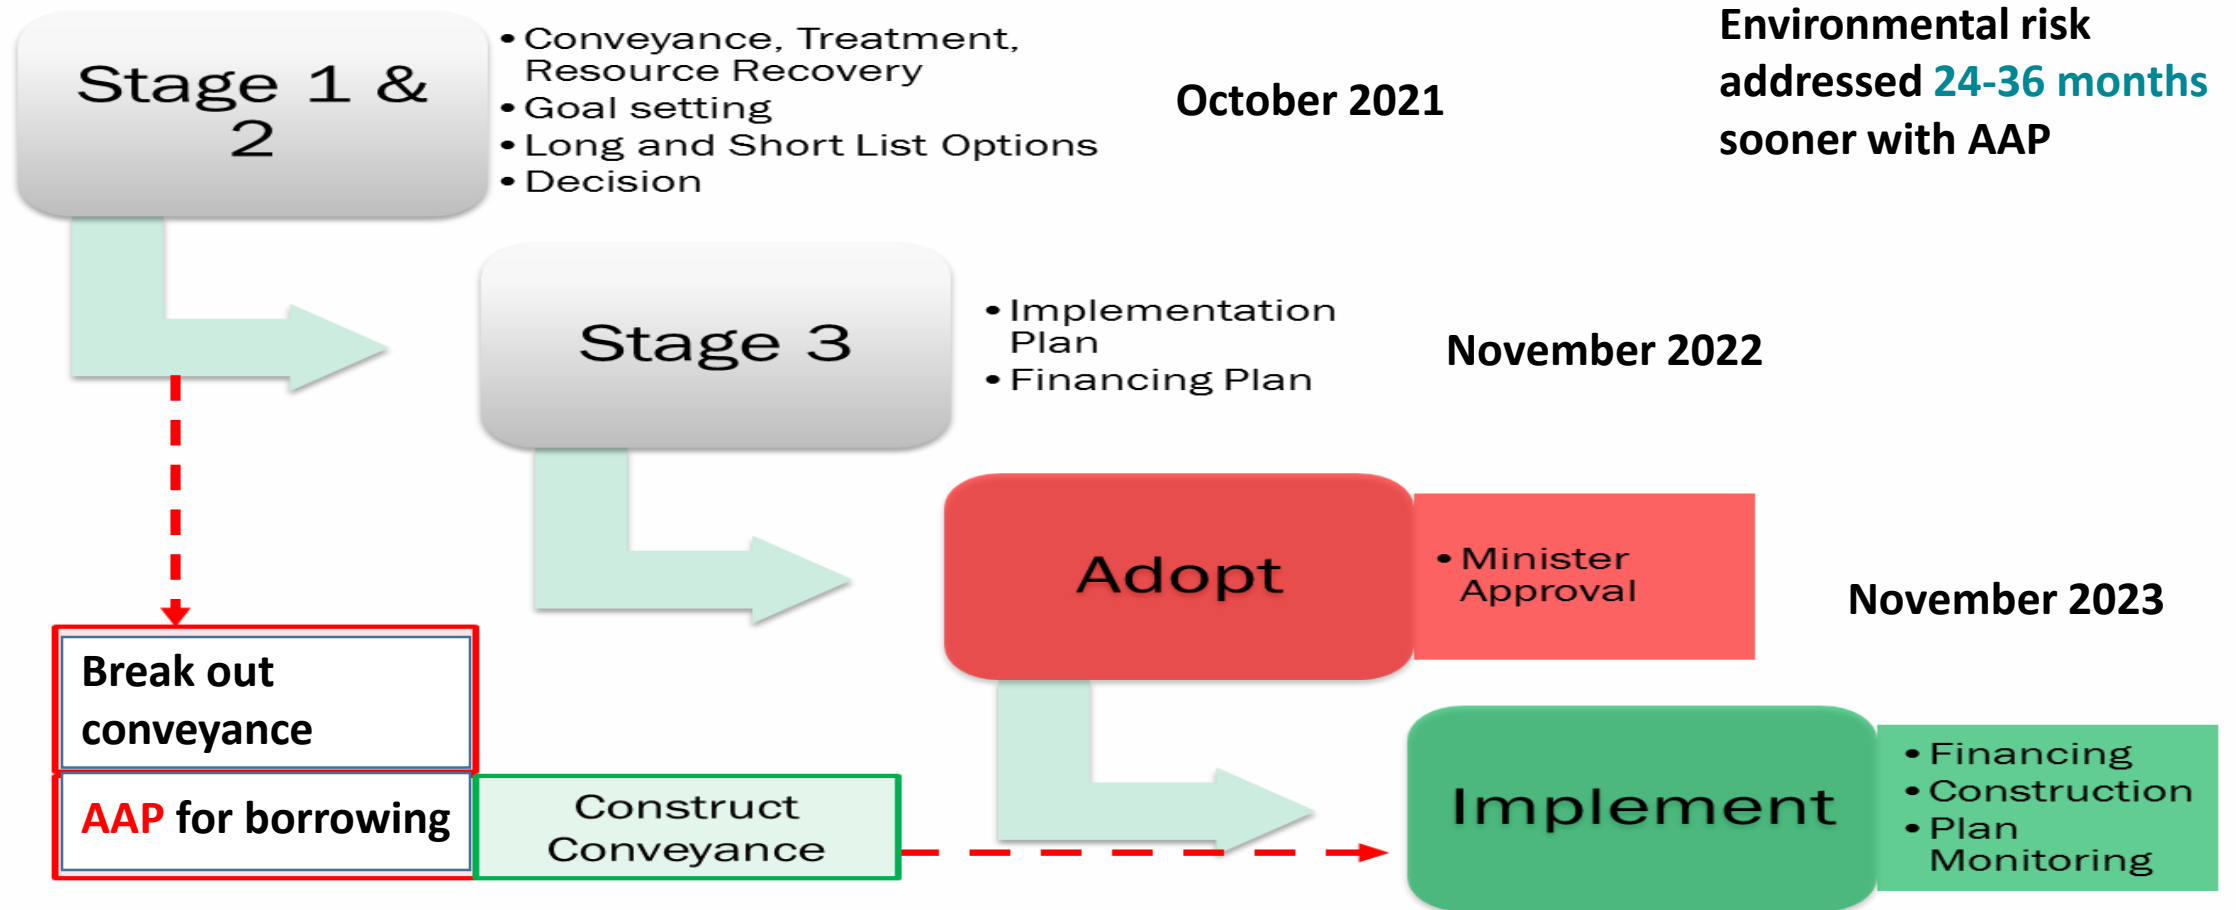 Stage 1 &
2
• Conveyance, Treatment,
Resource Recovery
• Goal setting
• Long and Short List Options
• Decision
October 2021
Environmental risk
addressed 24-36 months
sooner with AAP
Stage 3
• Implementation
Plan
• Financing Plan
November 2022
Adopt
• Minister
Approval
November 2023
Break out
conveyance
AAP for borrowing
Construct
Conveyance
Implement
• Financing
• Construction
• Plan
Monitoring